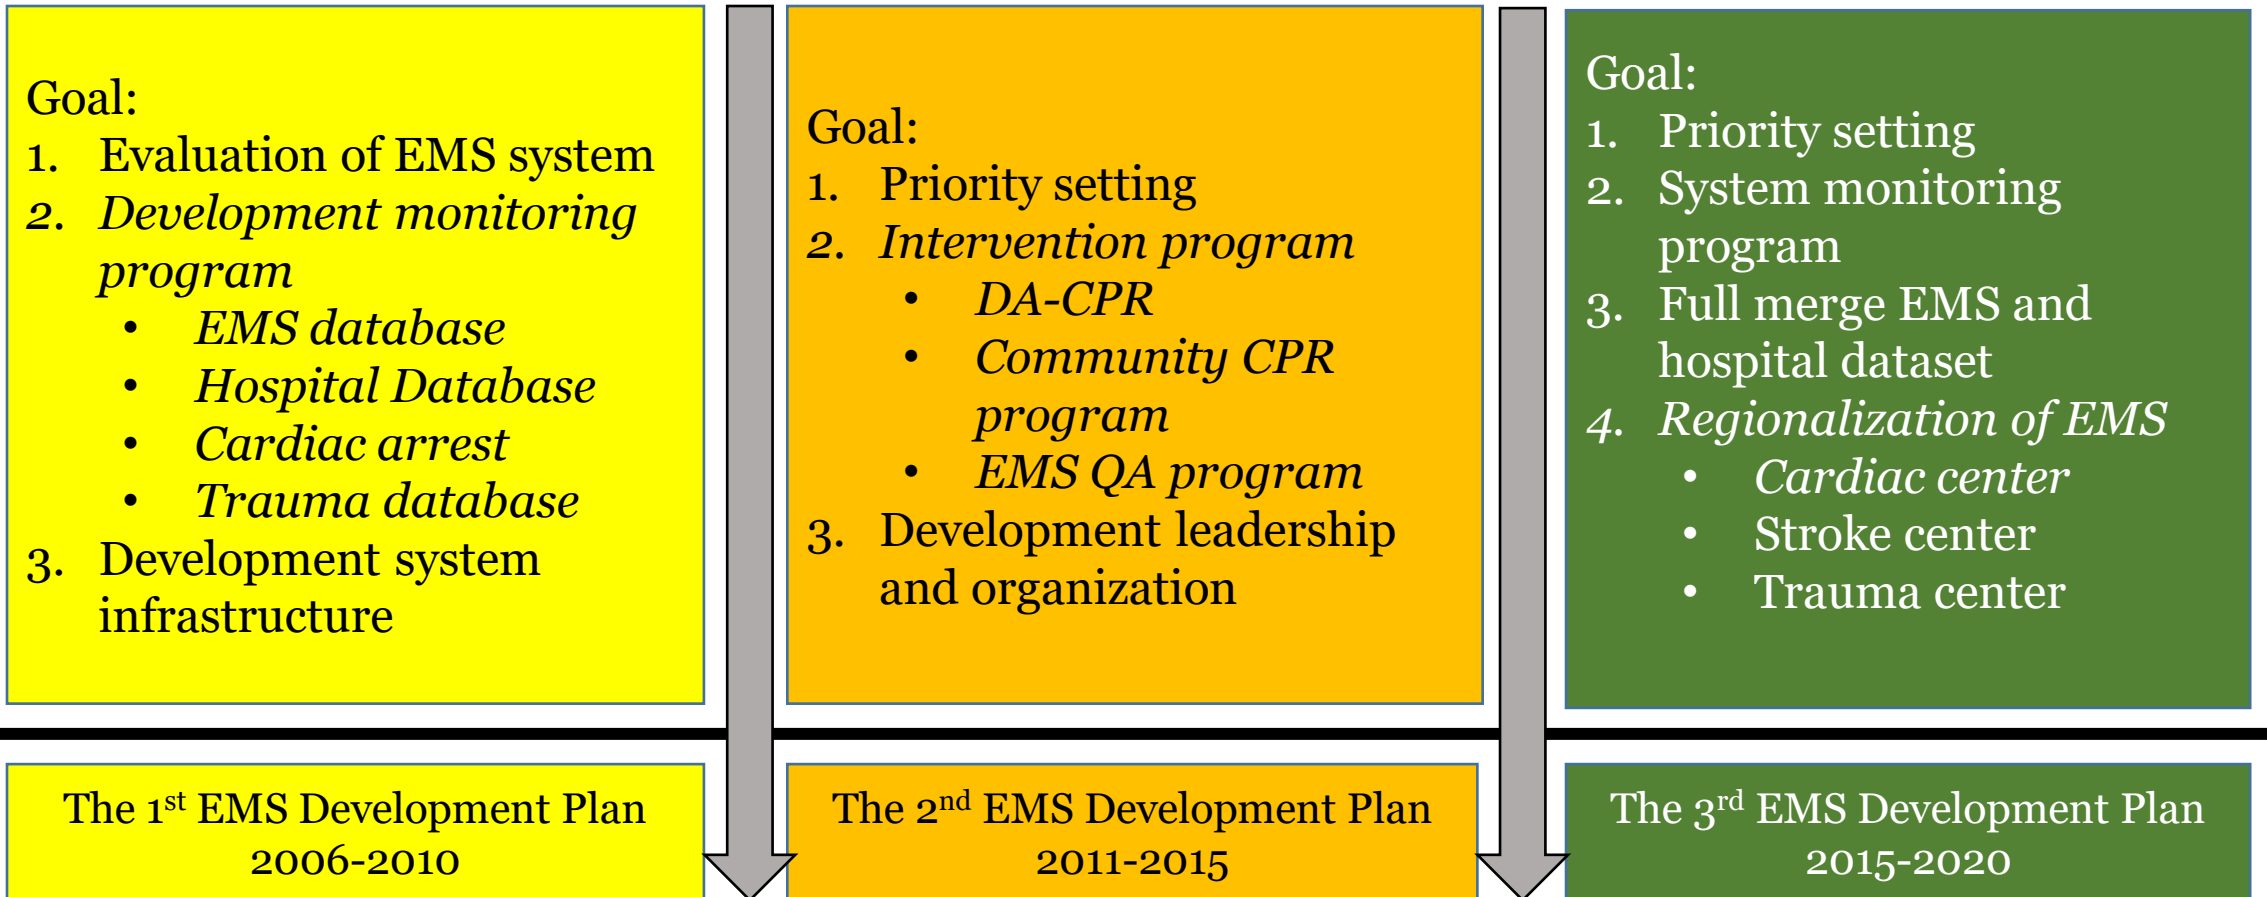 Goal:
1. Evaluation of EMS system
2. Development monitoring
program
• EMS database
• Hospital Database
• Cardiac arrest
• Trauma database
3. Development system
infrastructure
Goal:
1. Priority setting
2. Intervention program
• DA-CPR
• Community CPR
program
• EMS QA program
3. Development leadership
and organization
Goal:
1. Priority setting
2. System monitoring
program
3. Full merge EMS and
hospital dataset
4. Regionalization of EMS
• Cardiac center
• Stroke center
• Trauma center
The 1st EMS Development Plan
2006-2010
The 2nd EMS Development Plan
2011-2015
The 3rd EMS Development Plan
2015-2020